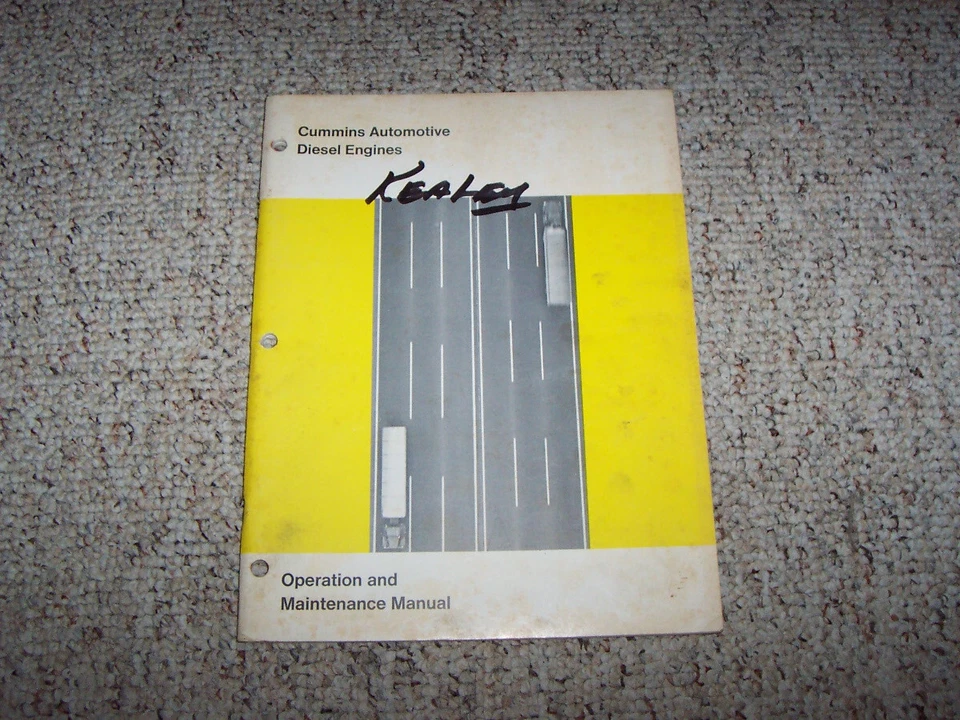 Cummins Automotive
Diesel Engines
KEALEY
Operation and
Maintenance Manual